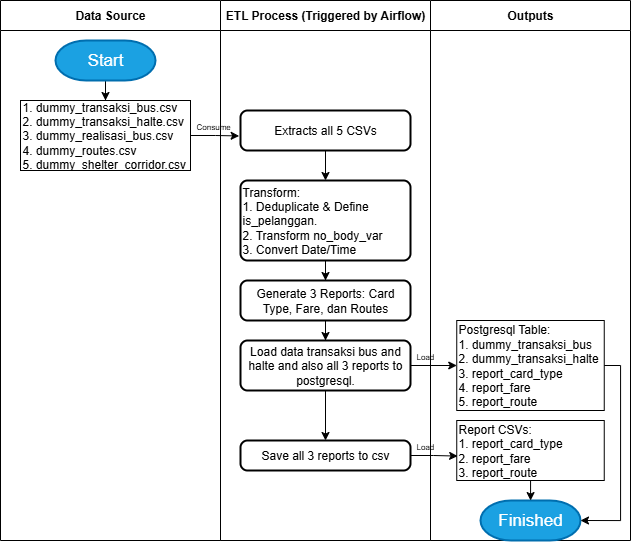 Data Source
ETL Process (Triggered by Airflow)
Outputs
Start
1. dummy_transaksi_bus.csv
2. dummy_transaksi_halte.csv
3. dummy_realisasi_bus.csv
4. dummy_routes.csv
5. dummy_shelter_corridor.csv
Consume
Extracts all 5 CSVs
Transform:
1. Deduplicate & Define
is_pelanggan.
2. Transform no_body_var
3. Convert Date/Time
Generate 3 Reports: Card
Type, Fare, dan Routes
Load data transaksi bus and
halte and also all 3 reports to
postgresql.
Load
Postgresql Table:
1. dummy_transaksi_bus
2. dummy_transaksi_halte
3. report_card_type
4. report_fare
5. report_route
Save all 3 reports to csv
Load
Report CSVs:
1. report_card_type
2. report_fare
3. report_route
Finished